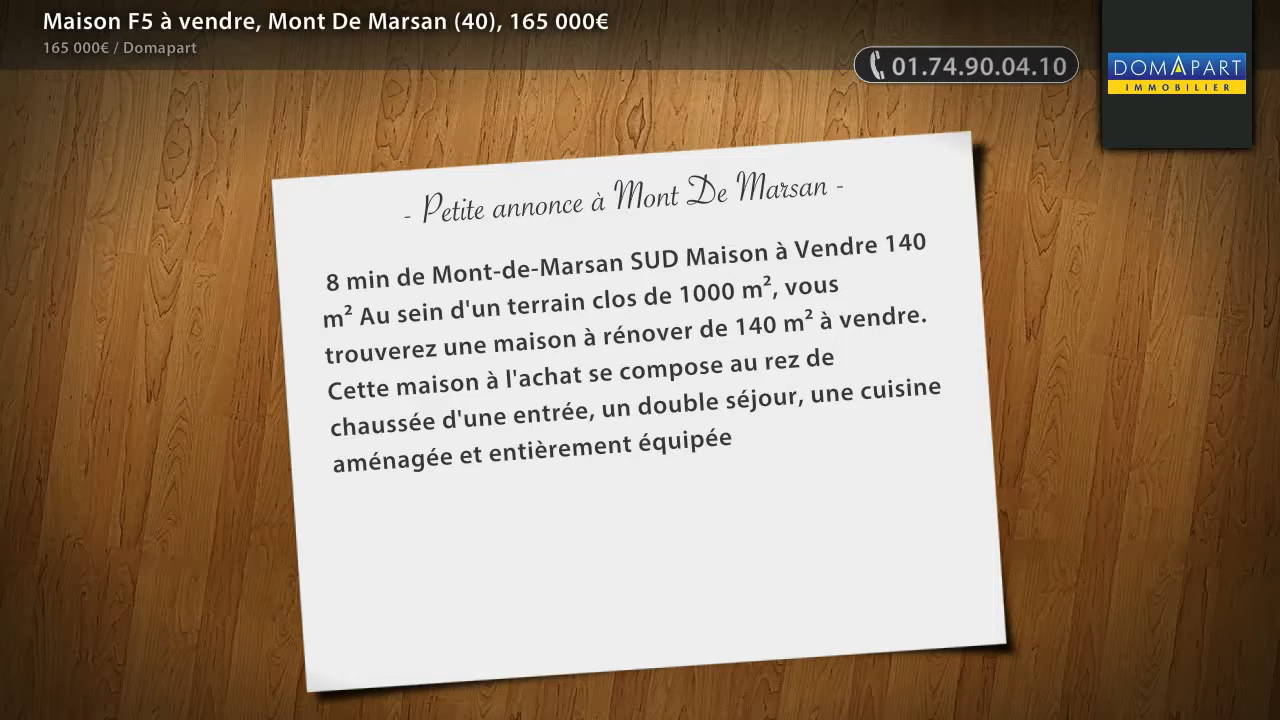 Maison F5 à vendre, Mont De Marsan (40), 165 000€
165 000€ / Domapart
01.74.90.04.10
DOMAPART
IMMOBILIER
- Petite annonce à Mont De Marsan -
8 min de Mont-de-Marsan SUD Maison à Vendre 140
m² Au sein d'un terrain clos de 1000 m², vous
trouverez une maison à rénover de 140 m² à vendre.
Cette maison à l'achat se compose au rez de
chaussée d'une entrée, un double séjour, une cuisine
aménagée et entièrement équipée